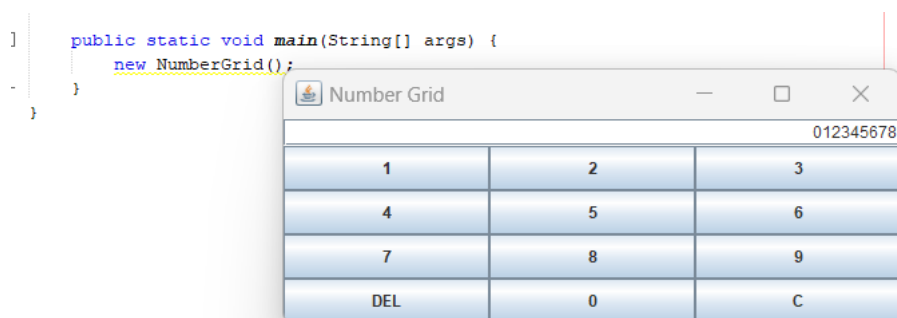 public static void main(String[] args) {
new NumberGrid();
}
}
Number Grid
012345678
1 2 3
4 5 6
7 8 9
DEL 0 C